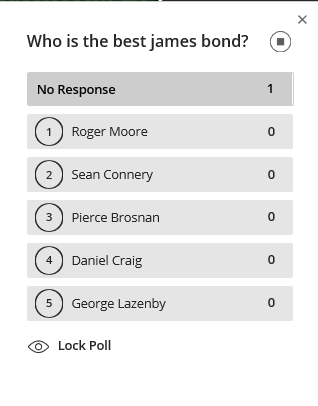 Who is the best james bond?
No Response 1
1 Roger Moore 0
2 Sean Connery 0
3 Pierce Brosnan 0
4 Daniel Craig 0
5 George Lazenby 0
Lock Poll